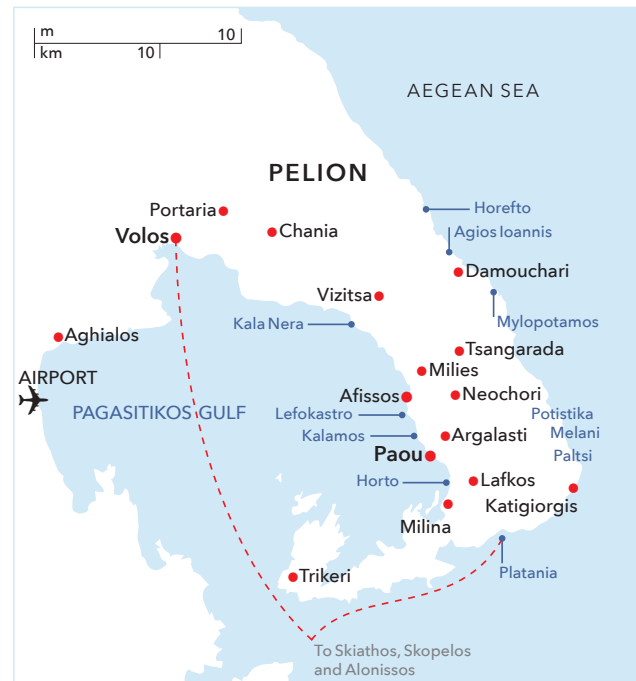 m 10
km 10
AEGEAN SEA
PELION
Portaria
Horefto
Volos
Chania
Agios Ioannis
Damouchari
Vizitsa
Kala Nera
Mylopotamos
Aghialos
Tsangarada
Milies
AIRPORT
Afissos
Neochori
PAGASITIKOS GULF
Lefokastro
Potistika
Kalamos
Argalasti
Melani
Paou
Paltsi
Horto
Lafkos
Katigiorgis
Milina
Platania
Trikeri
To Skiathos, Skopelos
and Alonissos